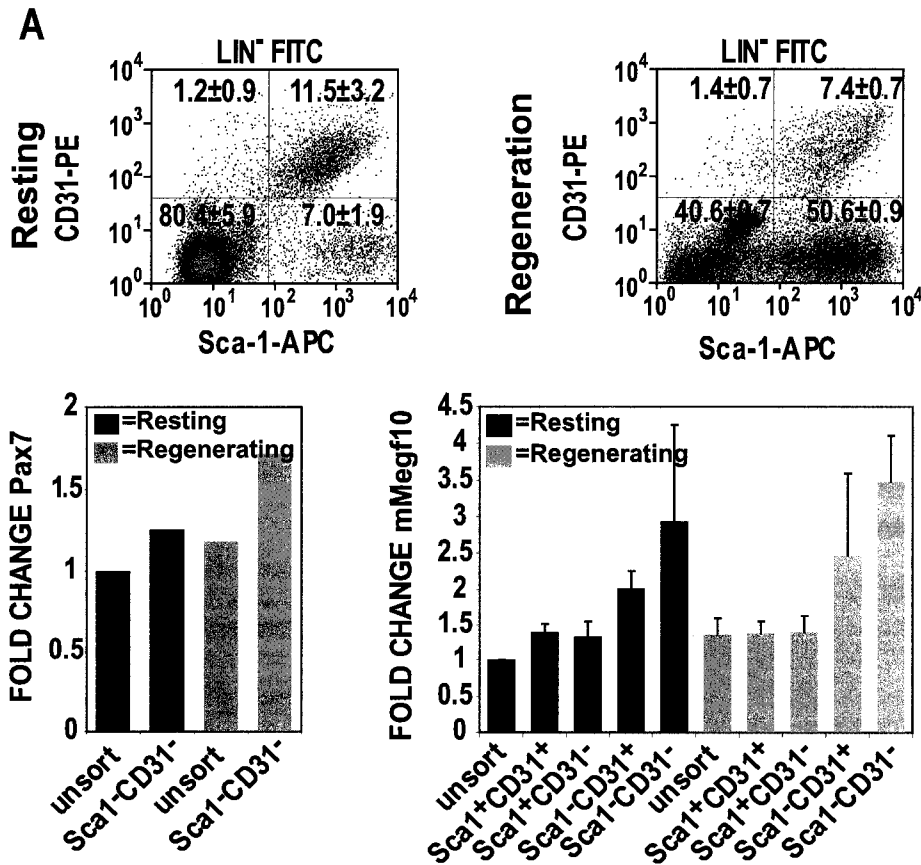 A
LIN⁻ FITC
10⁴
10³
10²
10¹
10⁰
1.2±0.9
11.5±3.2
80.4±5.9
7.0±1.9
10⁰
10¹
10²
10³
10⁴
Resting
CD31-PE
Sca-1-APC
LIN⁻ FITC
10⁴
10³
10²
10¹
10⁰
1.4±0.7
7.4±0.7
50.6±0.9
10⁰
10¹
10²
10³
10⁴
Regeneration
CD31-PE
Sca-1-APC
FOLD CHANGE Pax7
2
1.5
1
0.5
0
=Resting
=Regenerating
unsort
Sca1⁻CD31-
unsort
Sca1⁻CD31-
FOLD CHANGE mMegf10
4.5
4
3.5
3
2.5
2
1.5
1
0.5
0
=Resting
=Regenerating
unsort
Sca1⁺CD31+
Sca1⁺CD31-
Sca1⁻CD31+
Sca1⁻CD31-
unsort
Sca1⁺CD31+
Sca1⁺CD31-
Sca1⁻CD31+
Sca1⁻CD31-